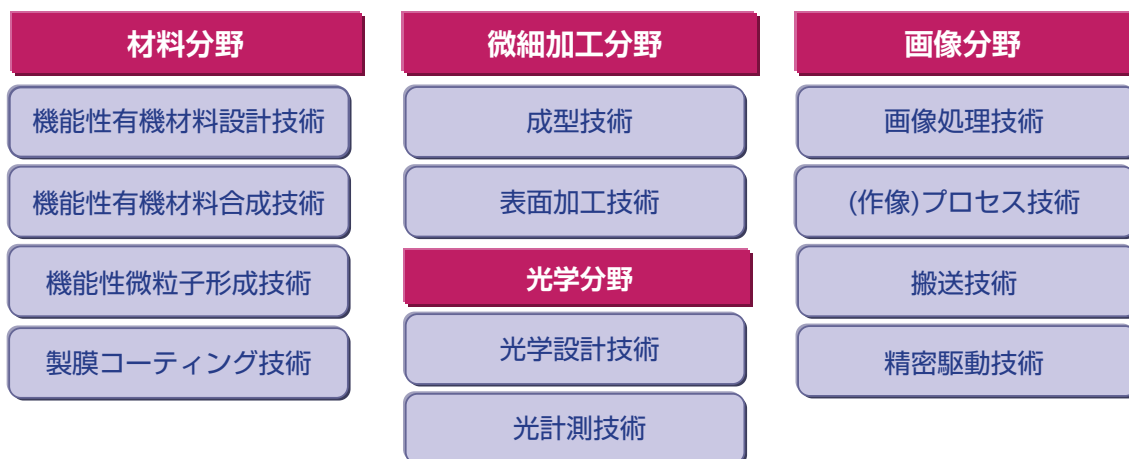 材料分野
機能性有機材料設計技術
機能性有機材料合成技術
機能性微粒子形成技術
製膜コーティング技術
微細加工分野
成型技術
表面加工技術
光学分野
光学設計技術
光計測技術
画像分野
画像処理技術
(作像)プロセス技術
搬送技術
精密駆動技術